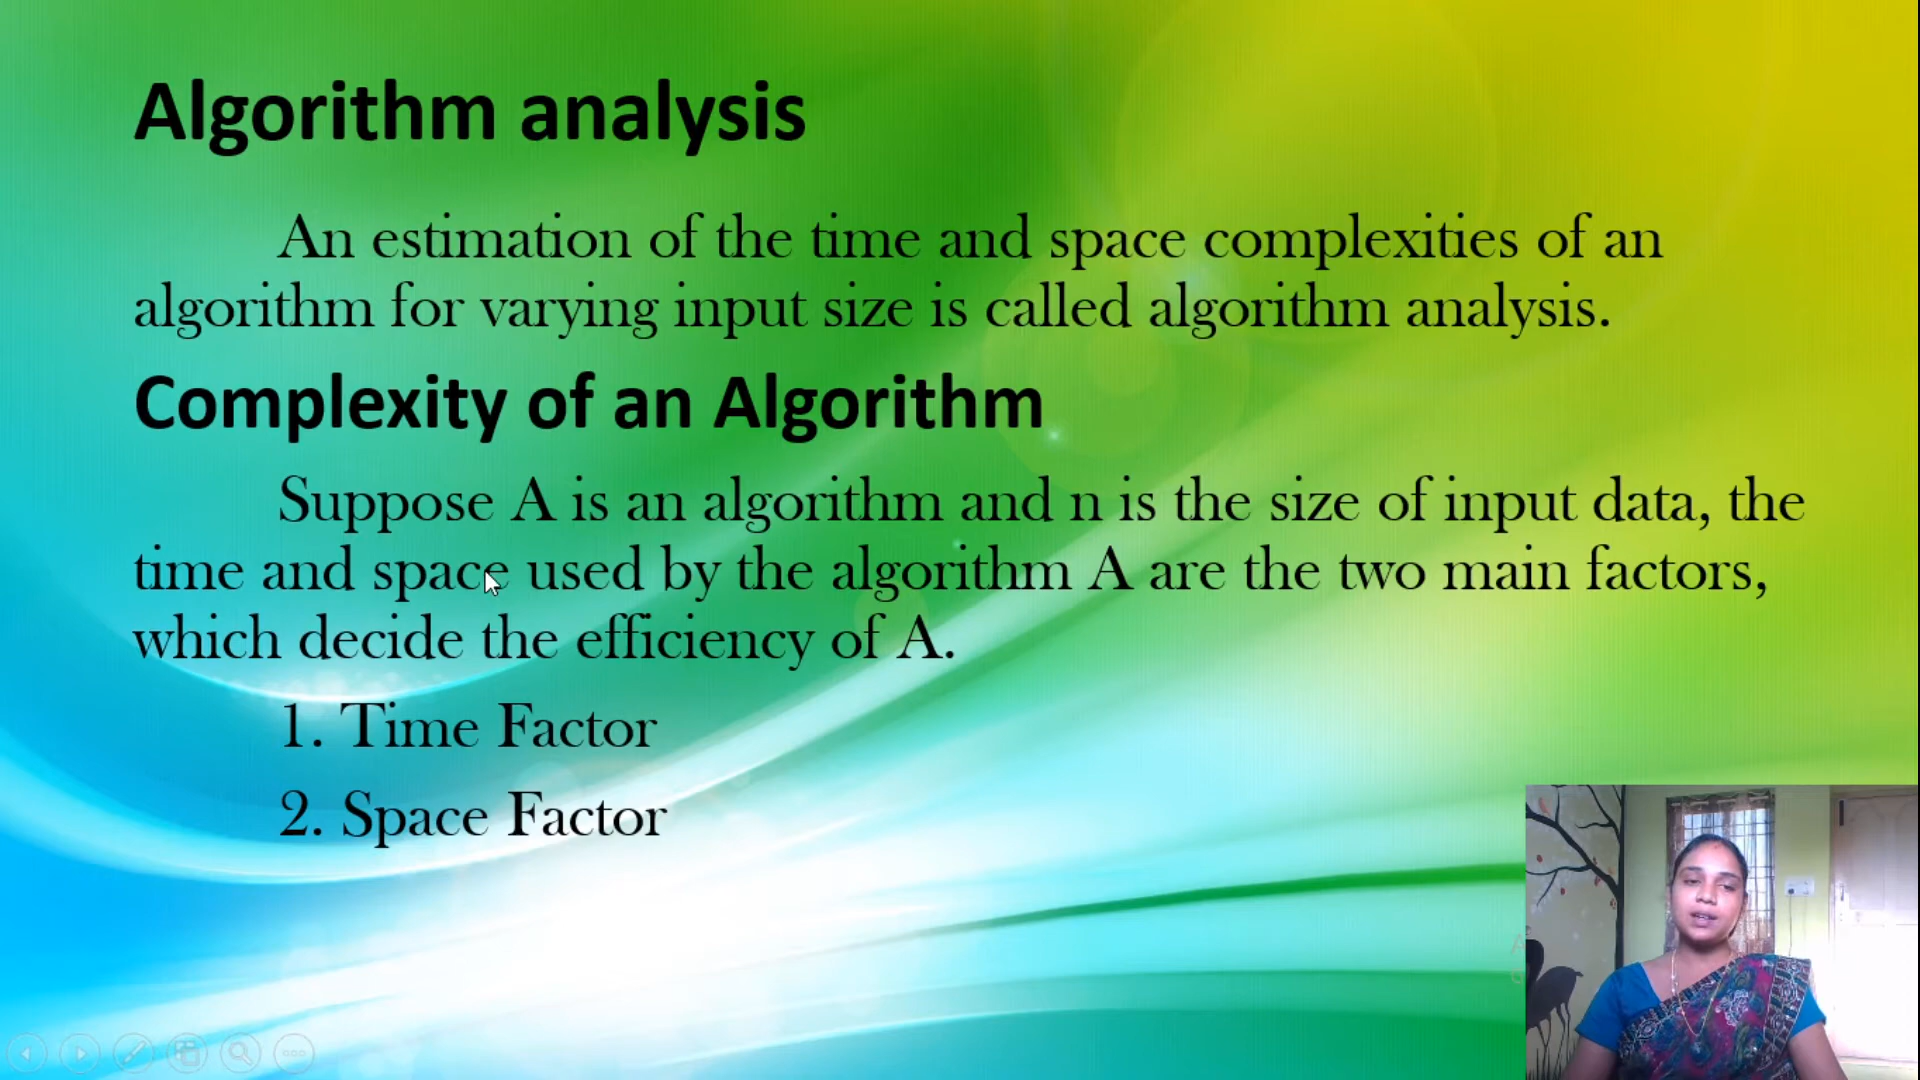 Algorithm analysis
An estimation of the time and space complexities of an
algorithm for varying input size is called algorithm analysis.
Complexity of an Algorithm
Suppose A is an algorithm and n is the size of input data, the
time and space used by the algorithm A are the two main factors,
which decide the efficiency of A.
1. Time Factor
2. Space Factor